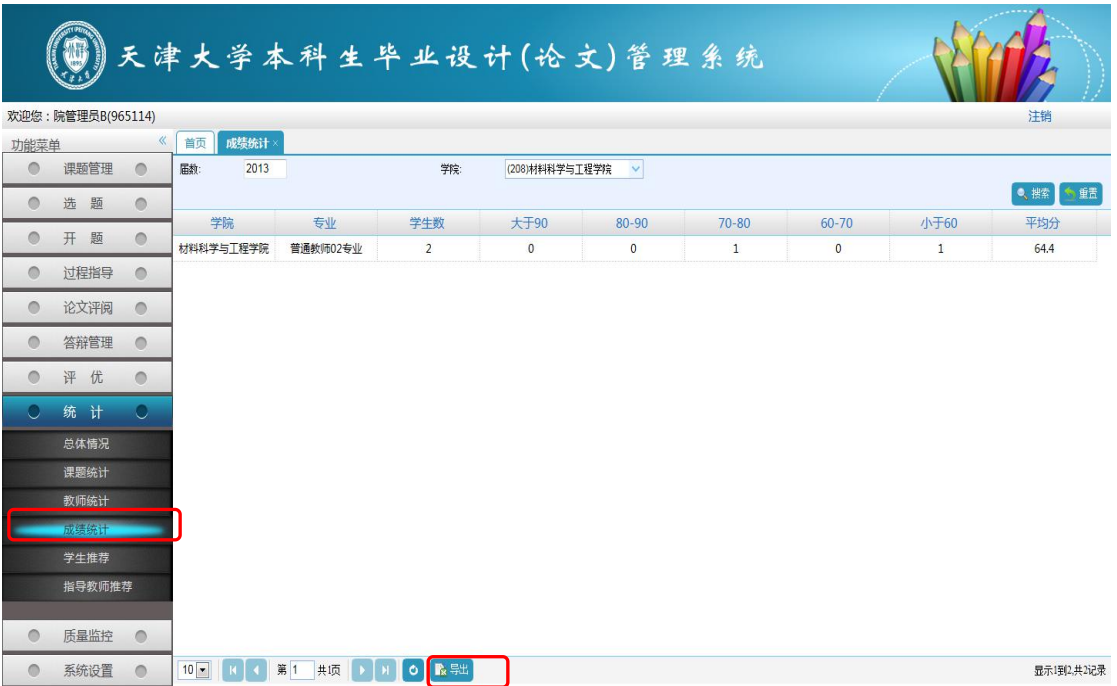 天津大学本科生毕业设计(论文)管理系统
欢迎您：院管理员B(965114) 注销
功能菜单 «
首页 成绩统计 ×
课题管理
选 题
开 题
过程指导
论文评阅
答辩管理
评 优
统 计
总体情况
课题统计
教师统计
成绩统计
学生推荐
指导教师推荐
质量监控
系统设置
届数: 2013 学院: (208)材料科学与工程学院
搜索 重置
学院 专业 学生数 大于90 80-90 70-80 60-70 小于60 平均分
材料科学与工程学院 普通教师02专业 2 0 0 1 0 1 64.4
10 第 1 共1页 导出 显示1到2,共2记录